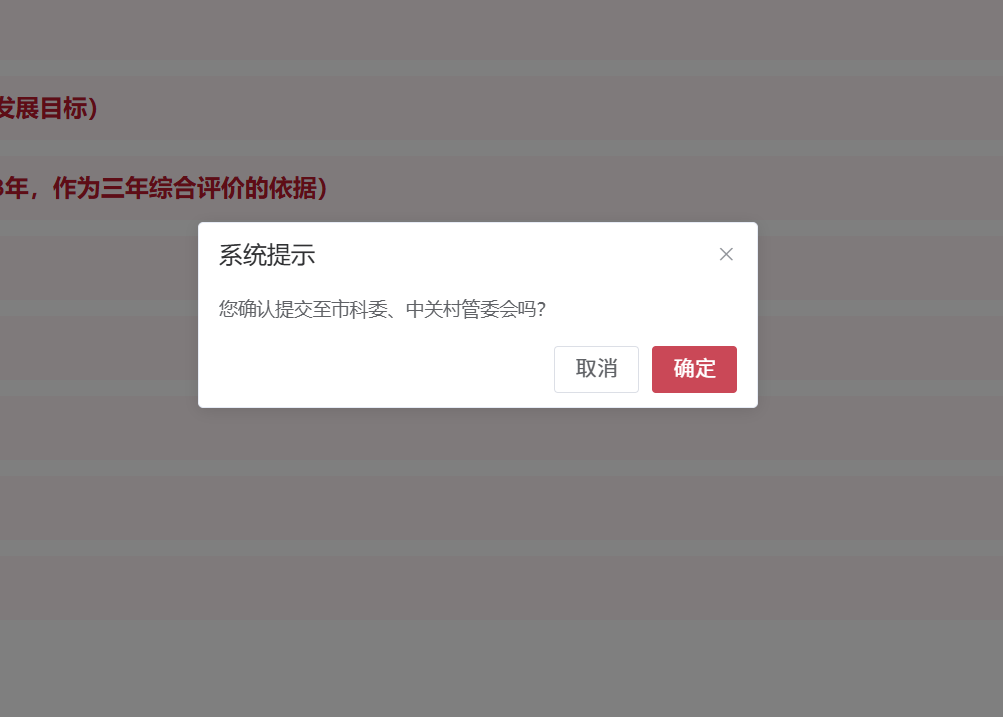 发展目标）
年，作为三年综合评价的依据）
系统提示
您确认提交至市科委、中关村管委会吗?
取消
确定